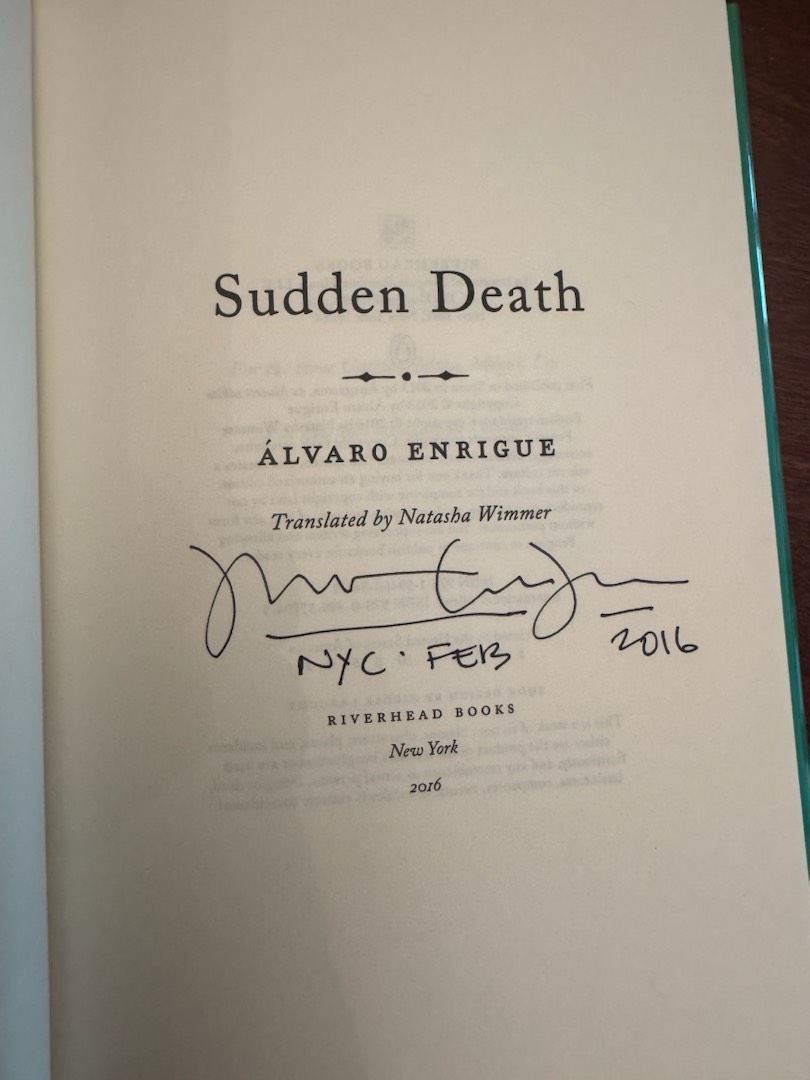 Sudden Death
ÁLVARO ENRIGUE
Translated by Natasha Wimmer
NYC · FEB 2016
RIVERHEAD BOOKS
New York
2016